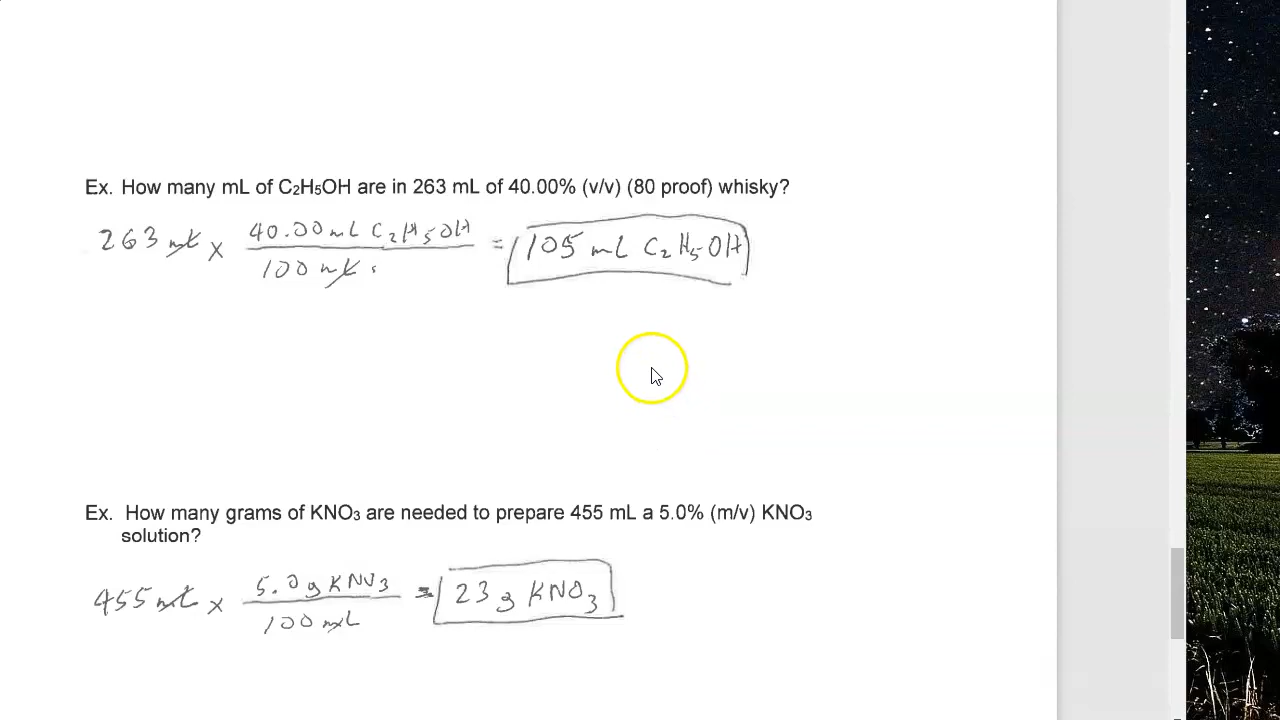 Ex. How many mL of C₂H₅OH are in 263 mL of 40.00% (v/v) (80 proof) whisky?
263 mL × 40.00 mL C₂H₅OH / 100 mL = 105 mL C₂H₅OH
Ex. How many grams of KNO₃ are needed to prepare 455 mL a 5.0% (m/v) KNO₃
solution?
455 mL × 5.0 g KNO₃ / 100 mL = 23 g KNO₃